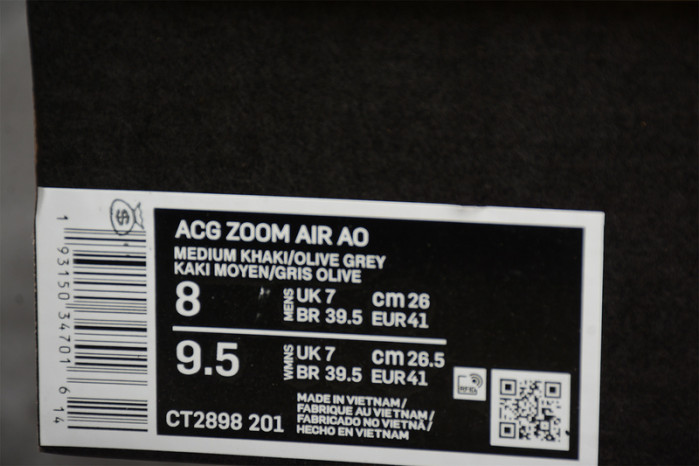 ACG ZOOM AIR AO
MEDIUM KHAKI/OLIVE GREY
KAKI MOYEN/GRIS OLIVE
8 MENS UK 7 cm 26
BR 39.5 EUR 41
9.5 WMNS UK 7 cm 26.5
BR 39.5 EUR 41
MADE IN VIETNAM/
FABRIQUE AU VIETNAM/
FABRICADO NO VIETNÃ/
HECHO EN VIETNAM
CT2898 201
RFID
1 93150 34701 6 14